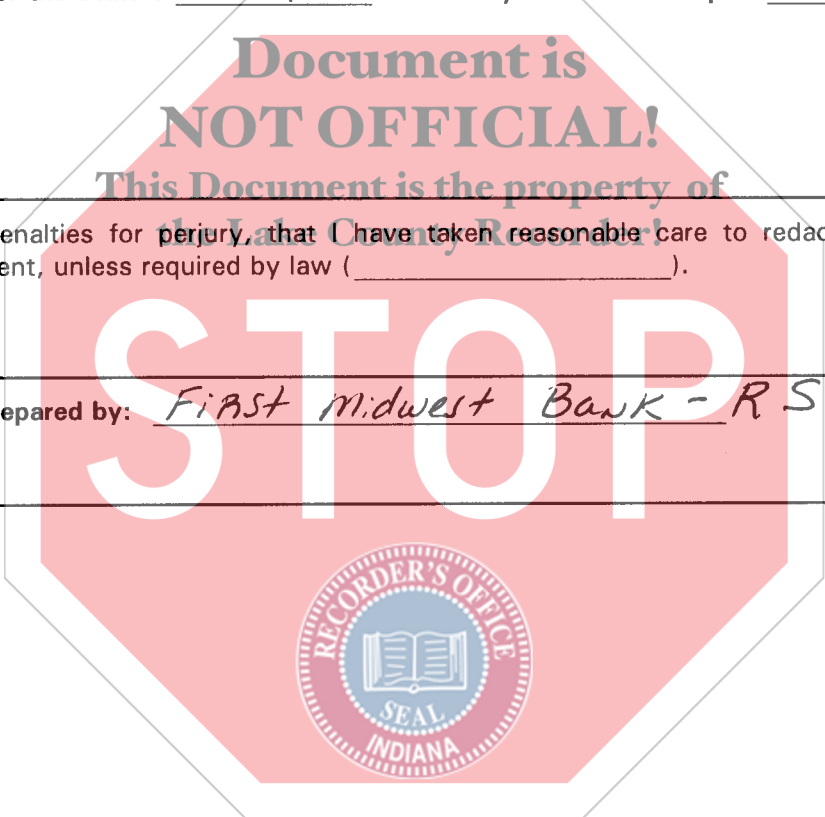 Document is
NOT OFFICIAL!
This Document is the property of
the Lake County Recorder!
enalties for perjury, that I have taken reasonable care to redac
ent, unless required by law (____________________).
STOP
epared by: First Midwest Bank - R S
RECORDER'S OFFICE
SEAL
INDIANA